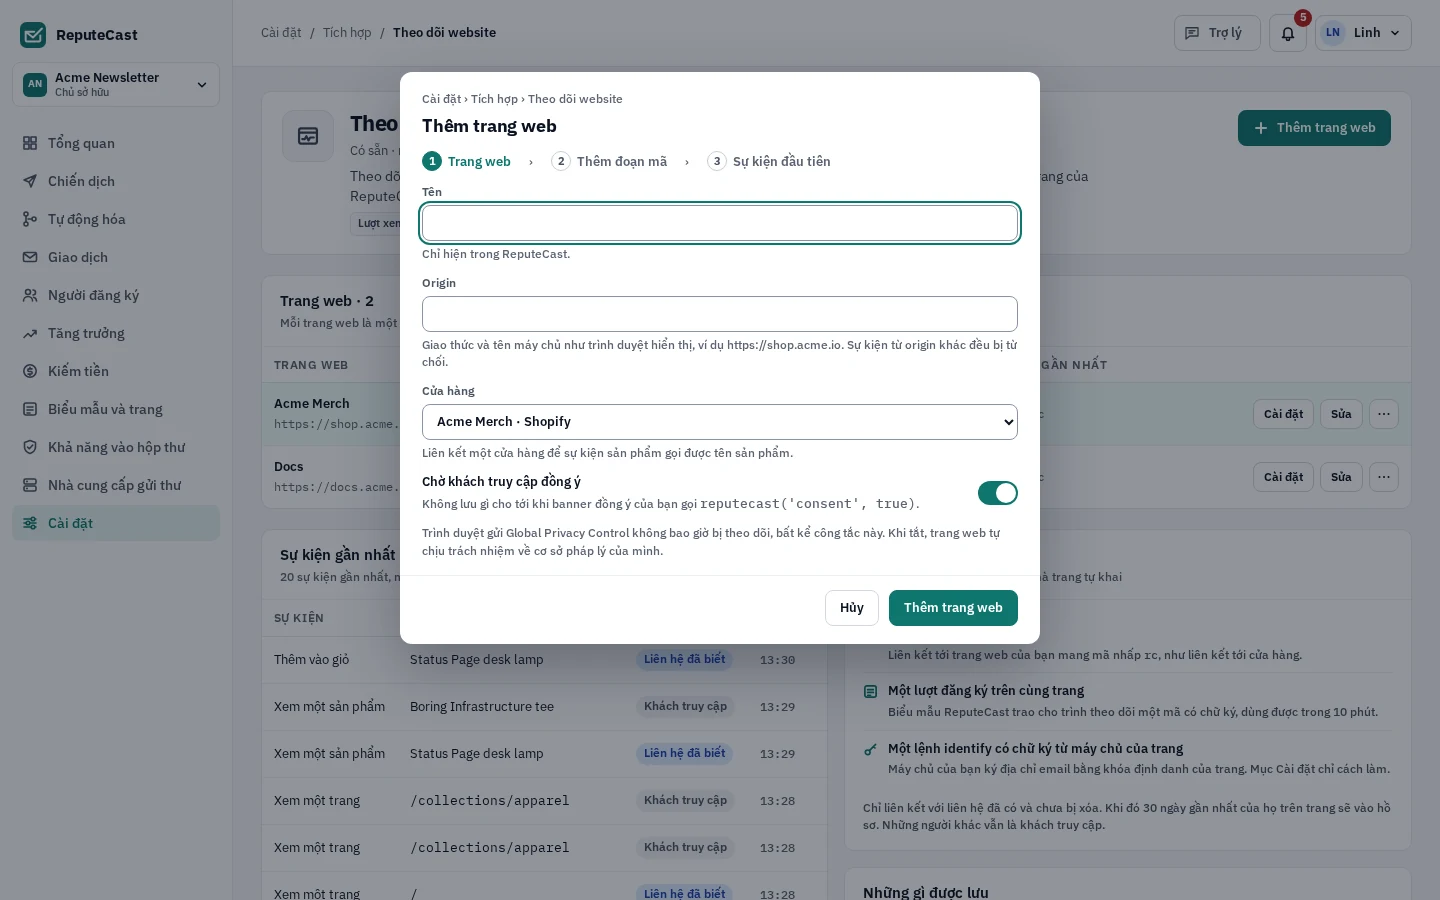 ReputeCast
AN
Acme Newsletter
Chủ sở hữu
Tổng quan
Chiến dịch
Tự động hóa
Giao dịch
Người đăng ký
Tăng trưởng
Kiếm tiền
Biểu mẫu và trang
Khả năng vào hộp thư
Nhà cung cấp gửi thư
Cài đặt
Cài đặt / Tích hợp / Theo dõi website
Trợ lý
5
LN
Linh
Theo
Có sẵn ·
Theo dõ
rang của
ReputeC
Lượt xem
+ Thêm trang web
Trang web · 2
Mỗi trang web là một
TRANG WEB
GẦN NHẤT
Acme Merch
https://shop.acme.
Cài đặt
Sửa
···
Docs
https://docs.acme.
Cài đặt
Sửa
···
Cài đặt › Tích hợp › Theo dõi website
Thêm trang web
1 Trang web › 2 Thêm đoạn mã › 3 Sự kiện đầu tiên
Tên
Chỉ hiện trong ReputeCast.
Origin
Giao thức và tên máy chủ như trình duyệt hiển thị, ví dụ https://shop.acme.io. Sự kiện từ origin khác đều bị từ
chối.
Cửa hàng
Acme Merch · Shopify
Liên kết một cửa hàng để sự kiện sản phẩm gọi được tên sản phẩm.
Chờ khách truy cập đồng ý
Không lưu gì cho tới khi banner đồng ý của bạn gọi reputecast('consent', true).
Trình duyệt gửi Global Privacy Control không bao giờ bị theo dõi, bất kể công tắc này. Khi tắt, trang web tự
chịu trách nhiệm về cơ sở pháp lý của mình.
Hủy
Thêm trang web
Sự kiện gần nhất
20 sự kiện gần nhất,
SỰ KIỆN
Thêm vào giỏ
Status Page desk lamp
Liên hệ đã biết
13:30
Xem một sản phẩm
Boring Infrastructure tee
Khách truy cập
13:29
Xem một sản phẩm
Status Page desk lamp
Liên hệ đã biết
13:29
Xem một trang
/collections/apparel
Khách truy cập
13:28
Xem một trang
/collections/apparel
Khách truy cập
13:28
Xem một trang
/
Liên hệ đã biết
13:28
à trang tự khai
Liên kết tới trang web của bạn mang mã nhấp rc, như liên kết tới cửa hàng.
Một lượt đăng ký trên cùng trang
Biểu mẫu ReputeCast trao cho trình theo dõi một mã có chữ ký, dùng được trong 10 phút.
Một lệnh identify có chữ ký từ máy chủ của trang
Máy chủ của bạn ký địa chỉ email bằng khóa định danh của trang. Mục Cài đặt chỉ cách làm.
Chỉ liên kết với liên hệ đã có và chưa bị xóa. Khi đó 30 ngày gần nhất của họ trên trang sẽ vào hồ
sơ. Những người khác vẫn là khách truy cập.
Những gì được lưu